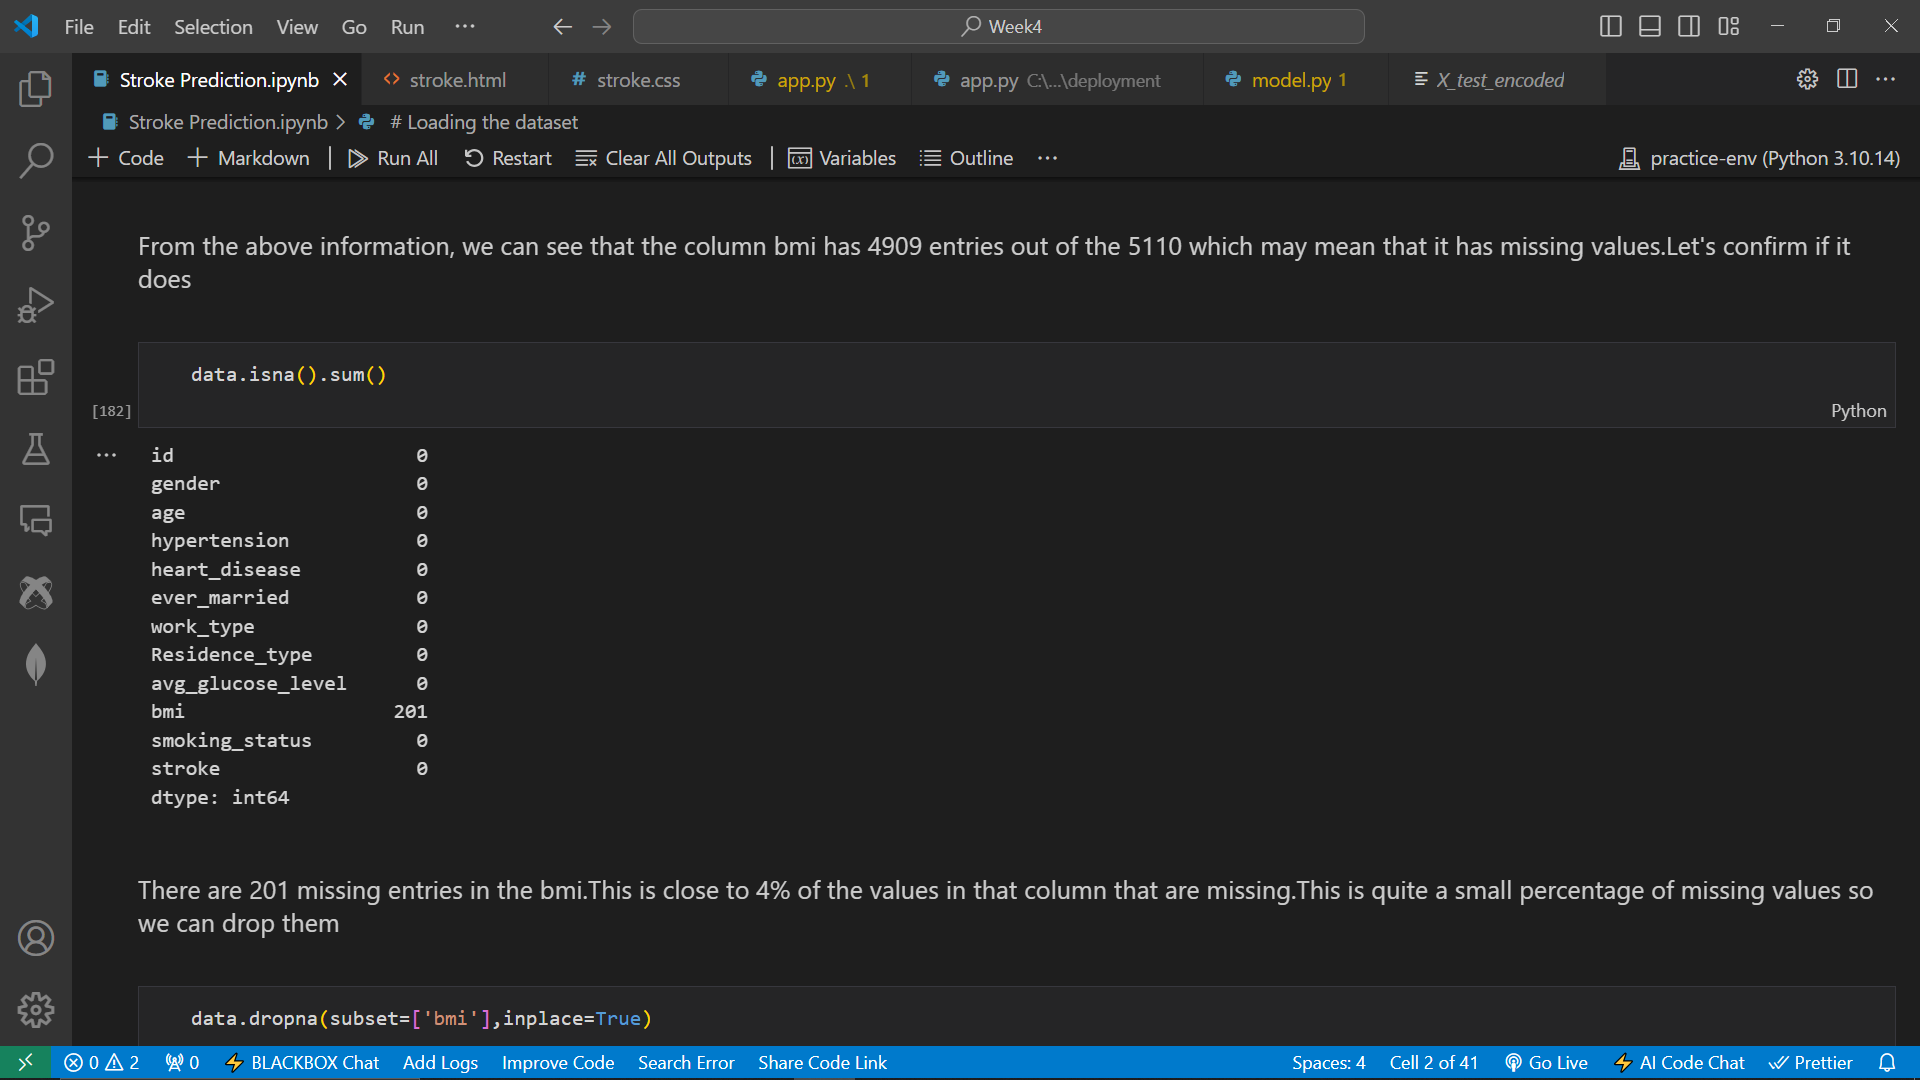 File Edit Selection View Go Run ··· Week4
Stroke Prediction.ipynb stroke.html # stroke.css app.py .\ 1 app.py C:\...\deployment model.py 1 X_test_encoded ···
Stroke Prediction.ipynb > # Loading the dataset
+ Code + Markdown | Run All Restart Clear All Outputs | Variables Outline ··· practice-env (Python 3.10.14)
From the above information, we can see that the column bmi has 4909 entries out of the 5110 which may mean that it has missing values.Let's confirm if it
does
data.isna().sum()
[182] Python
··· id 0
gender 0
age 0
hypertension 0
heart_disease 0
ever_married 0
work_type 0
Residence_type 0
avg_glucose_level 0
bmi 201
smoking_status 0
stroke 0
dtype: int64
There are 201 missing entries in the bmi.This is close to 4% of the values in that column that are missing.This is quite a small percentage of missing values so
we can drop them
data.dropna(subset=['bmi'],inplace=True)
0 2 0 BLACKBOX Chat Add Logs Improve Code Search Error Share Code Link Spaces: 4 Cell 2 of 41 Go Live AI Code Chat Prettier